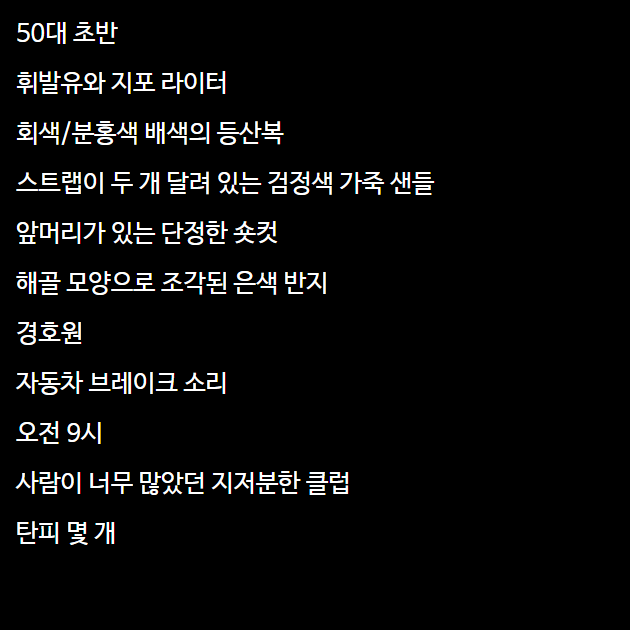 50대 초반
휘발유와 지포 라이터
회색/분홍색 배색의 등산복
스트랩이 두 개 달려 있는 검정색 가죽 샌들
앞머리가 있는 단정한 숏컷
해골 모양으로 조각된 은색 반지
경호원
자동차 브레이크 소리
오전 9시
사람이 너무 많았던 지저분한 클럽
탄피 몇 개